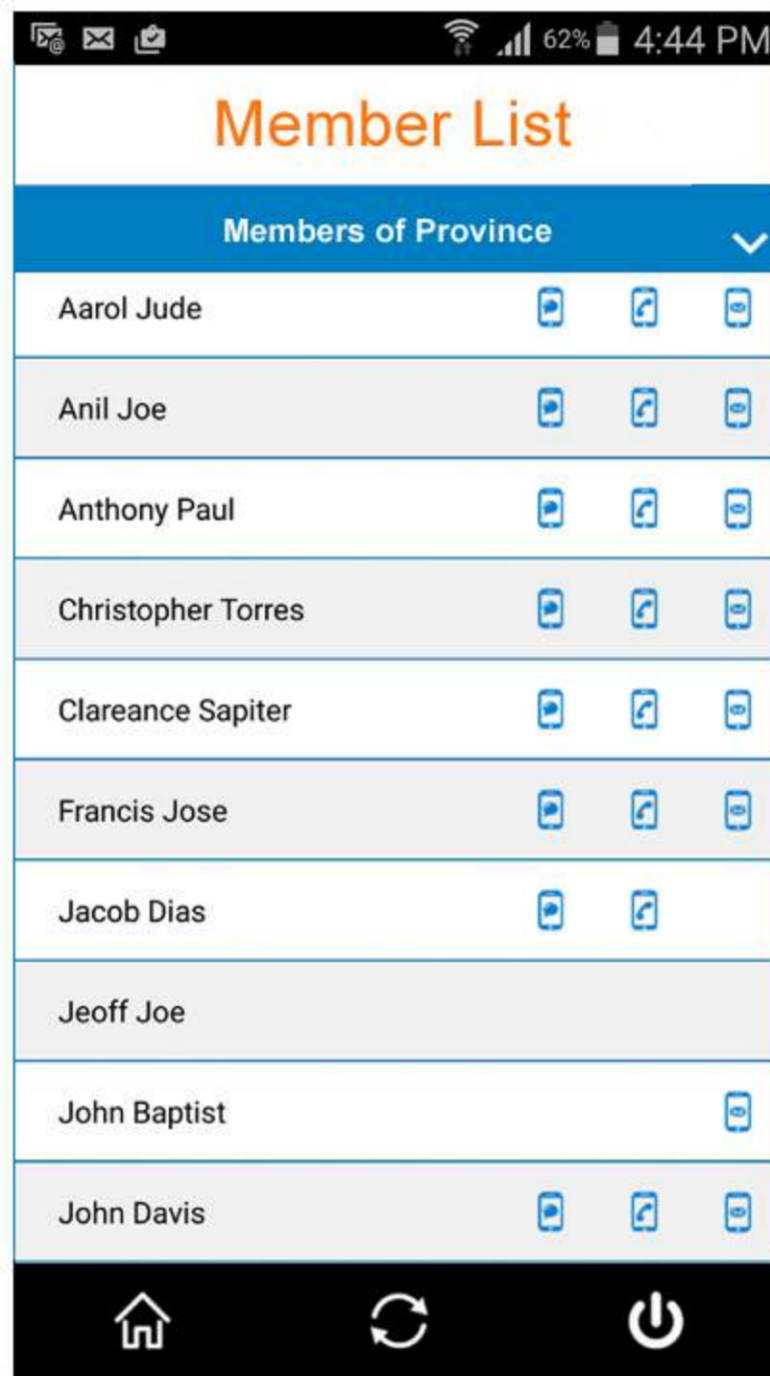 62% 4:44 PM
Member List
Members of Province
Aarol Jude
Anil Joe
Anthony Paul
Christopher Torres
Clareance Sapiter
Francis Jose
Jacob Dias
Jeoff Joe
John Baptist
John Davis